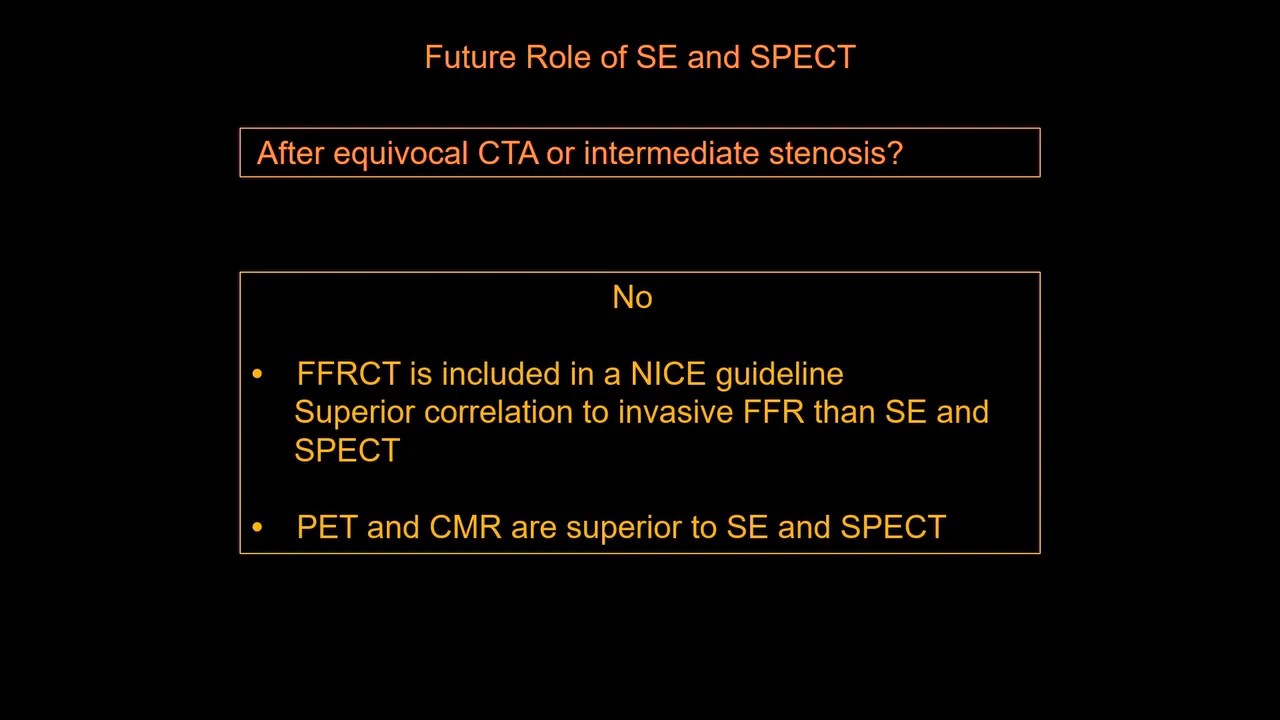 Future Role of SE and SPECT
After equivocal CTA or intermediate stenosis?
No
• FFRCT is included in a NICE guideline
Superior correlation to invasive FFR than SE and
SPECT
• PET and CMR are superior to SE and SPECT